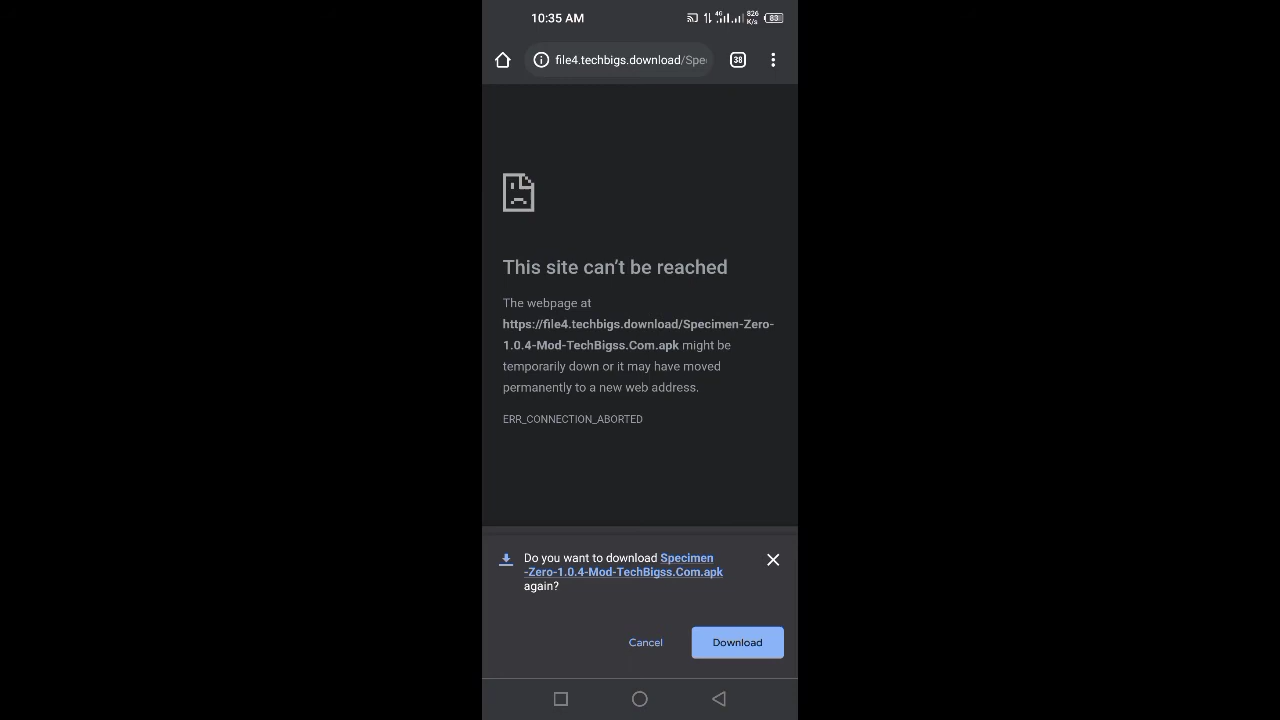 10:35 AM
4G
826
K/s
83
file4.techbigs.download/Spe
38
This site can’t be reached
The webpage at
https://file4.techbigs.download/Specimen-Zero-
1.0.4-Mod-TechBigss.Com.apk might be
temporarily down or it may have moved
permanently to a new web address.
ERR_CONNECTION_ABORTED
Do you want to download Specimen
-Zero-1.0.4-Mod-TechBigss.Com.apk
again?
Cancel
Download